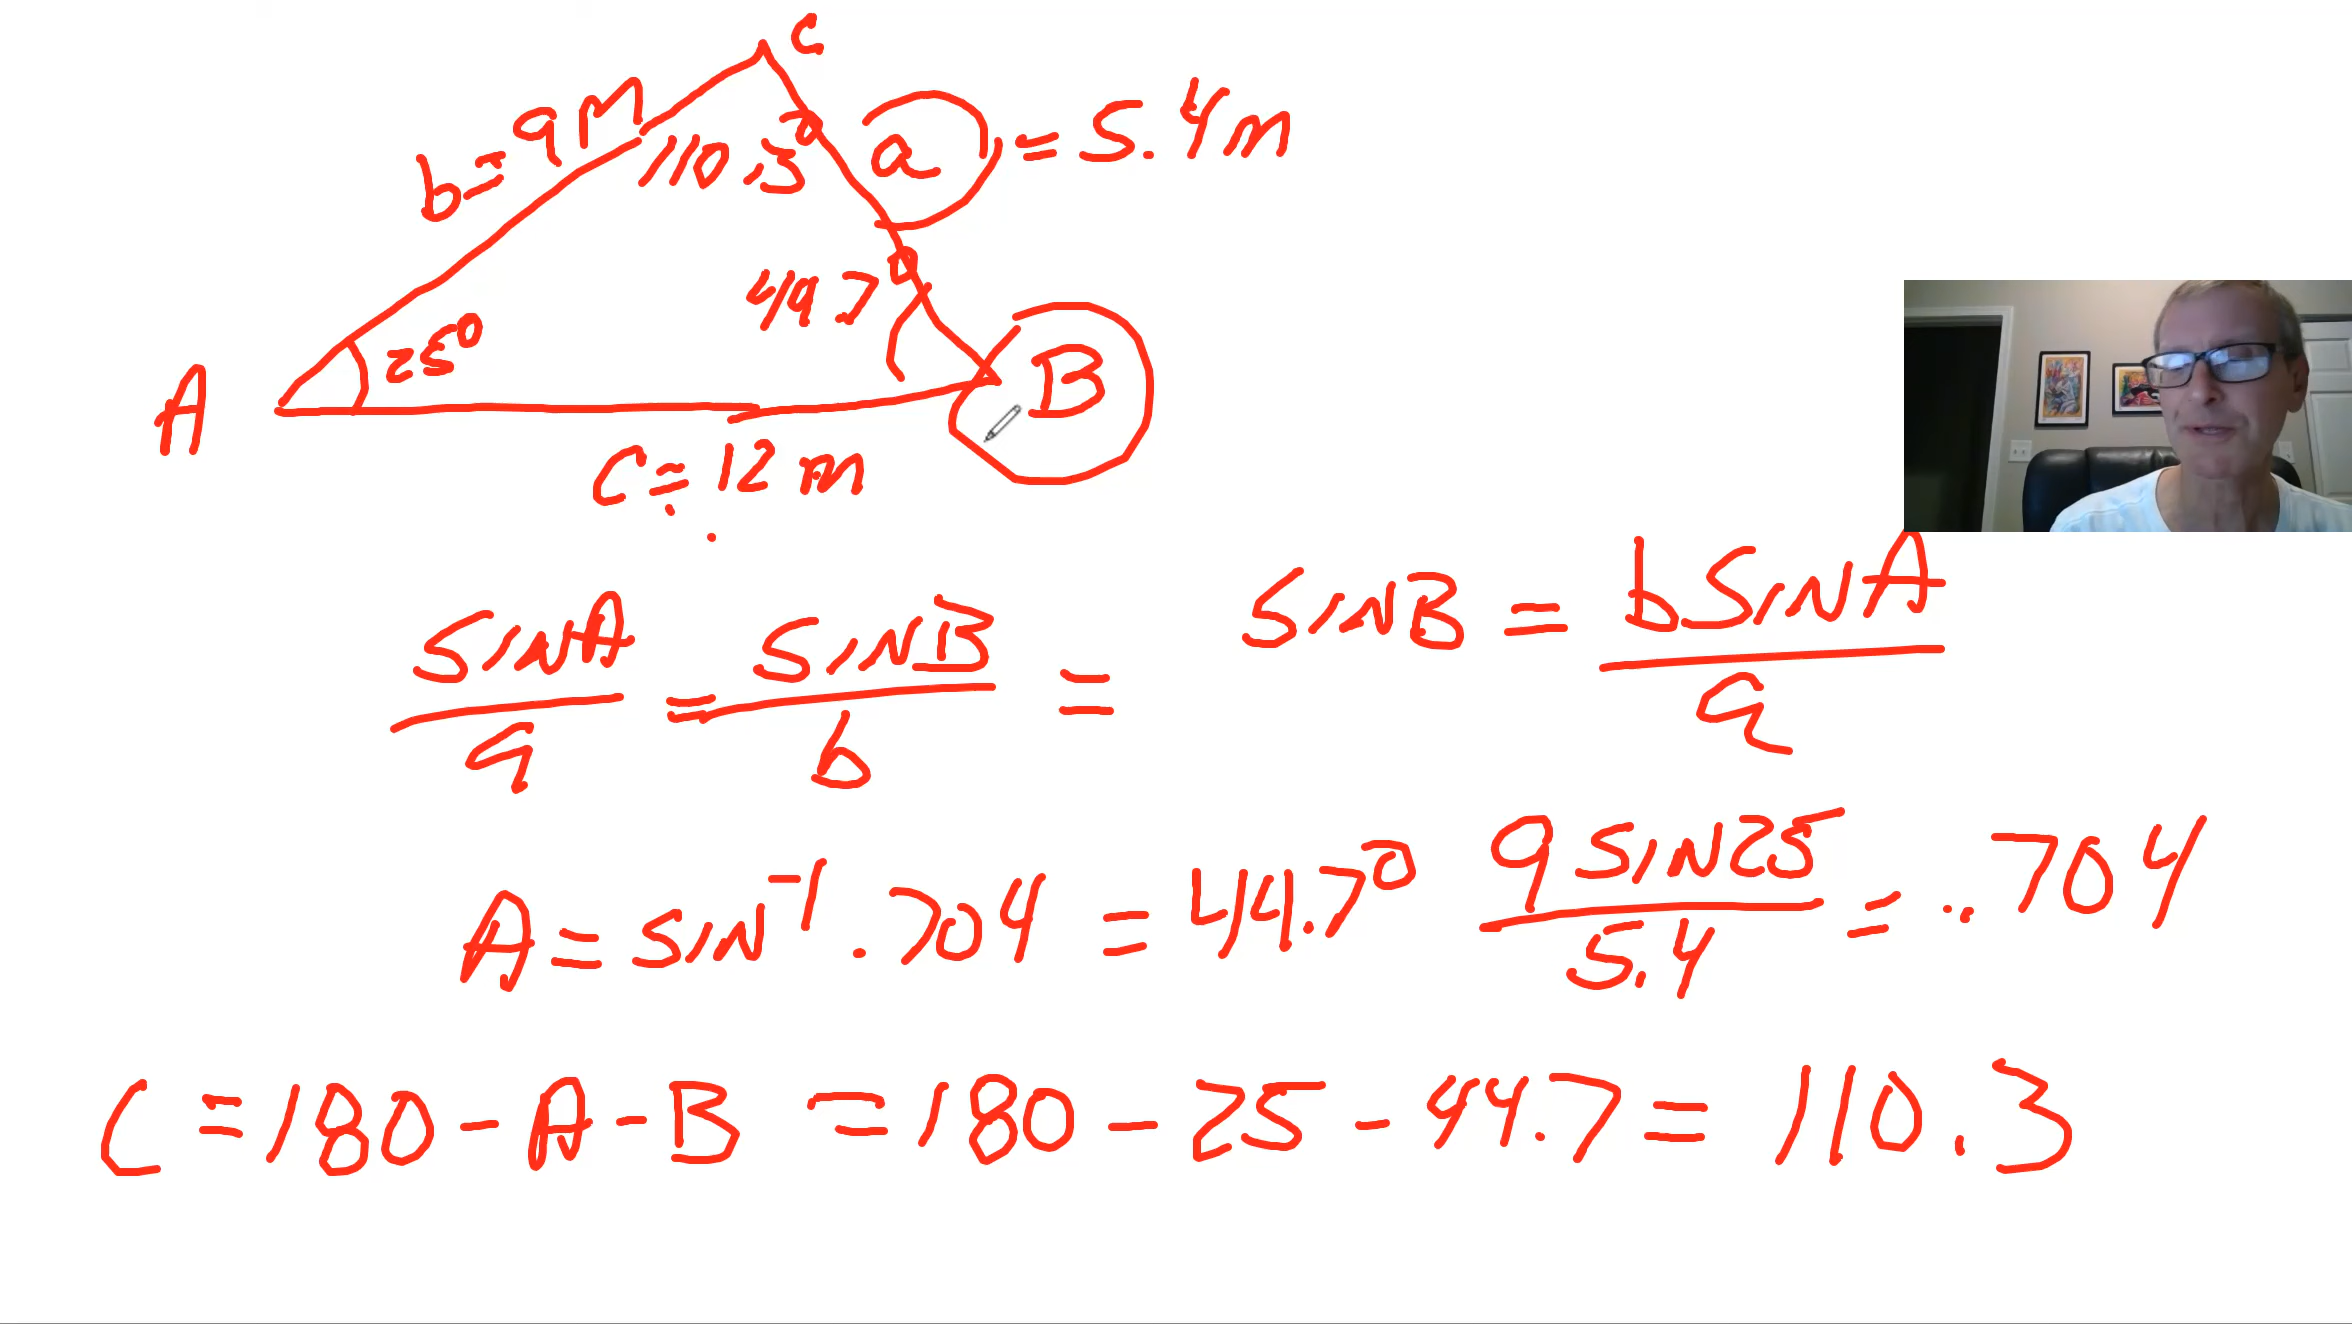 C
b=9m
110.3°
a = 5.4m
49.7°
25°
A
B
c=12m
sinA/a = sinB/b =
sinB = bsinA/a
A = sin⁻¹ .704 = 44.7°
9sin25/5.4 = .704
C = 180 - A - B = 180 - 25 - 44.7 = 110.3